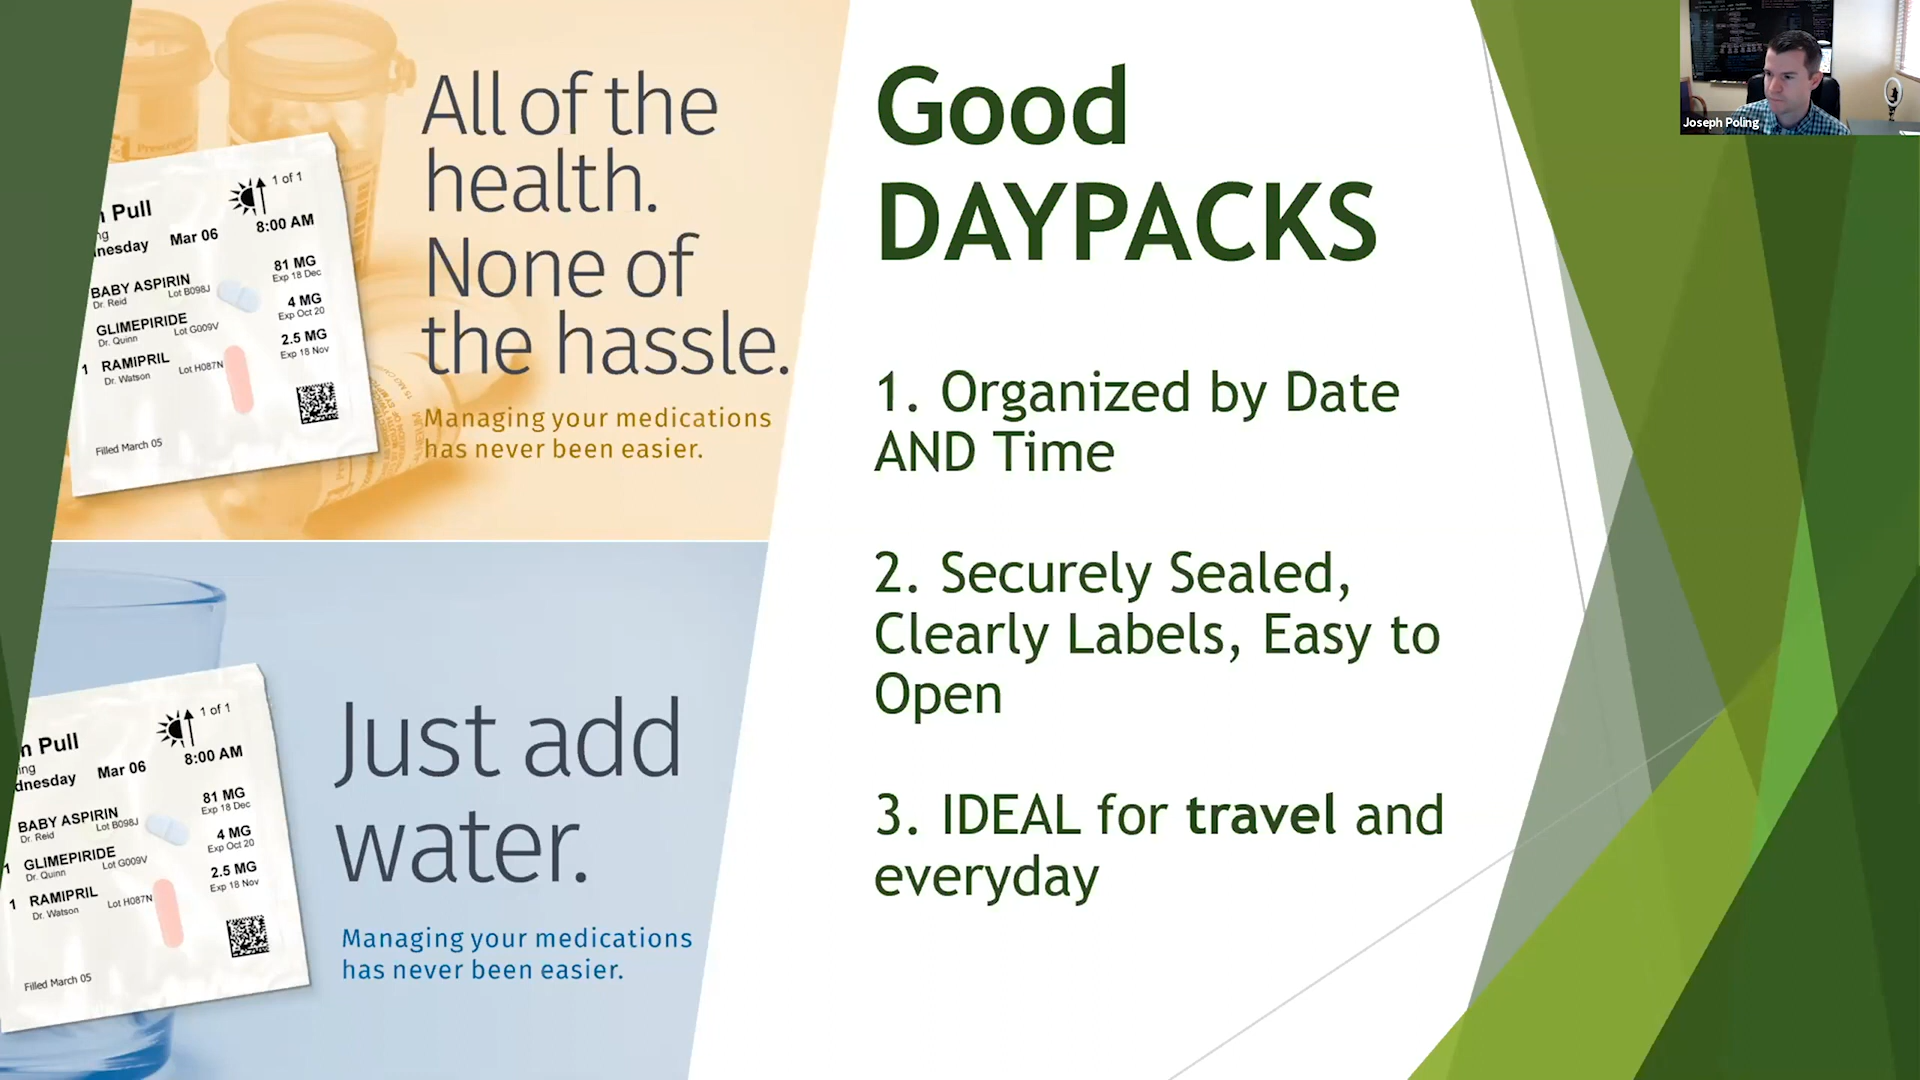 All of the
health.
None of
the hassle.
Managing your medications
has never been easier.
1 of 1
Pull
Mar 06
8:00 AM
BABY ASPIRIN
81 MG
Dr. Reid
Lot B098J
Exp 18 Dec
GLIMEPIRIDE
4 MG
Dr. Quinn
Lot G009V
Exp Oct 20
1 RAMIPRIL
2.5 MG
Dr. Watson
Lot H087N
Exp 18 Nov
Filled March 05
Just add
water.
Managing your medications
has never been easier.
1 of 1
Pull
Mar 06
8:00 AM
BABY ASPIRIN
81 MG
Dr. Reid
Lot B098J
Exp 18 Dec
1 GLIMEPIRIDE
4 MG
Dr. Quinn
Lot G009V
Exp Oct 20
1 RAMIPRIL
2.5 MG
Dr. Watson
Lot H087N
Exp 18 Nov
Filled March 05
Good
DAYPACKS
1. Organized by Date
AND Time
2. Securely Sealed,
Clearly Labels, Easy to
Open
3. IDEAL for travel and
everyday
Joseph Poling